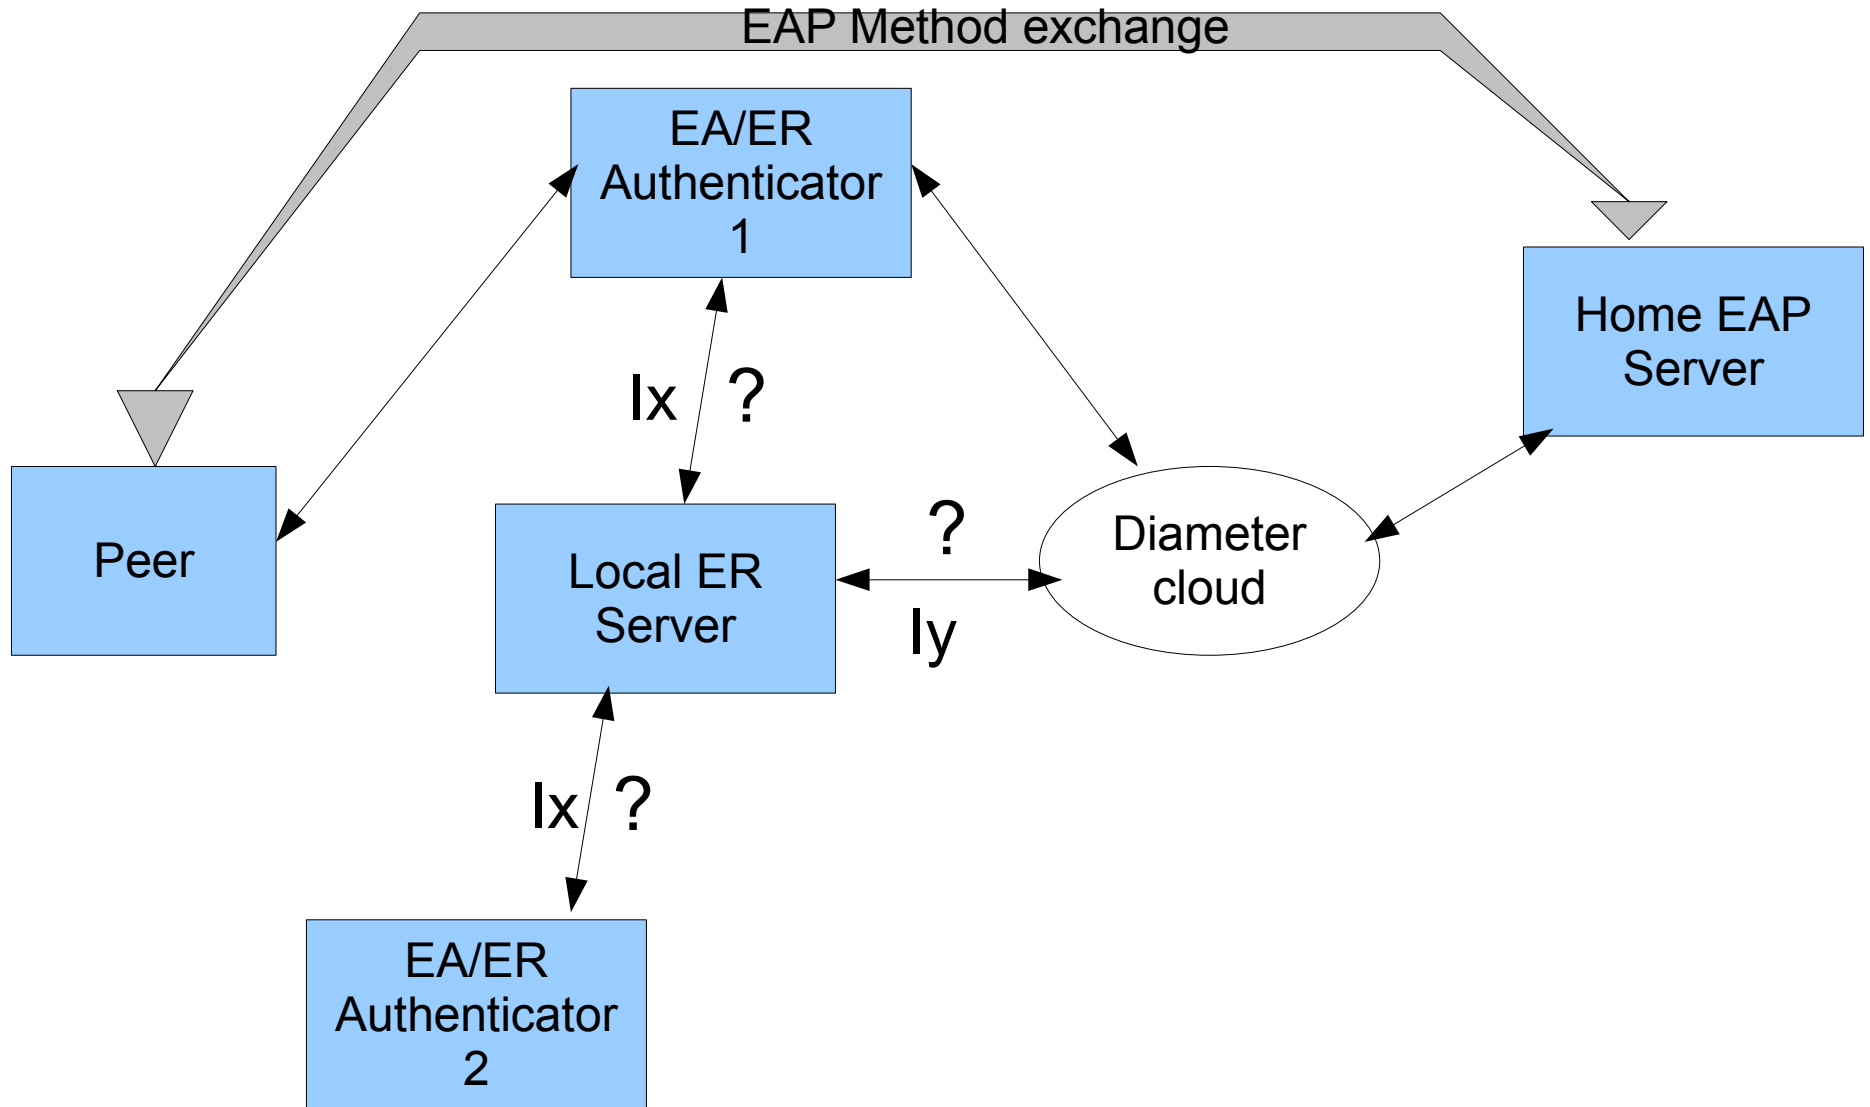 EAP Method exchange
EA/ER
Authenticator
1
Home EAP
Server
Ix ?
Peer
Local ER
Server
?
Iy
Diameter
cloud
Ix ?
EA/ER
Authenticator
2